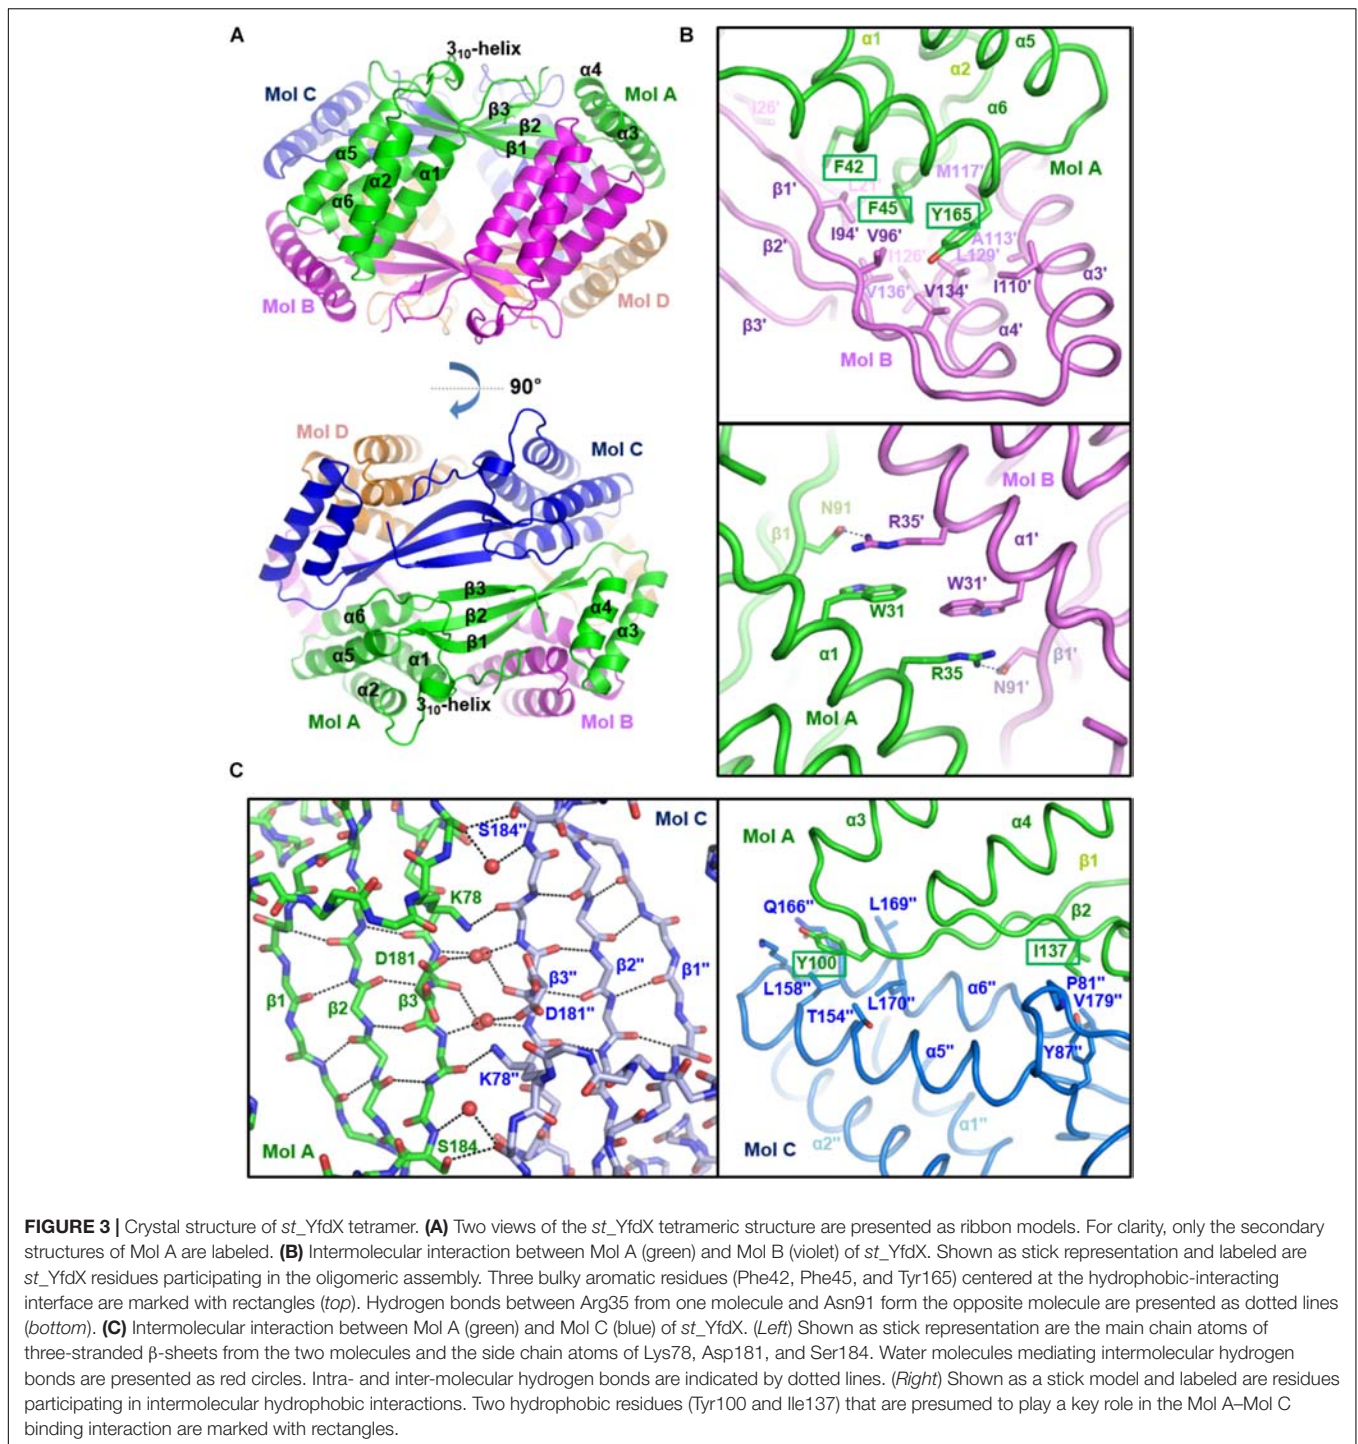 A
3₁₀-helix
α4
Mol C
Mol A
β3
β2
α3
β1
α5
α2
α1
α6
Mol B
Mol D
90°
Mol D
Mol C
β3
α6
β2
α4
β1
α3
α5
α1
α2
3₁₀-helix
Mol A
Mol B
B
α1
α5
α2
I26'
α6
F42
M117'
Mol A
β1'
L21'
F45
Y165
I94'
V96'
A113'
β2'
I126'
L129'
α3'
V136'
V134'
I110'
β3'
α4'
Mol B
Mol B
N91
R35'
β1
α1'
W31'
W31
α1
R35
β1'
N91'
Mol A
C
Mol C
S184"
K78
D181
β3"
β2"
β1"
β1
β2
β3
D181"
K78"
Mol A
S184
α3
α4
Mol A
β1
Q166"
L169"
β2
Y100
I137
L158"
P81"
α6"
V179"
L170"
T154"
α5"
Y87"
α1"
α2"
Mol C
FIGURE 3 | Crystal structure of st_YfdX tetramer. (A) Two views of the st_YfdX tetrameric structure are presented as ribbon models. For clarity, only the secondary
structures of Mol A are labeled. (B) Intermolecular interaction between Mol A (green) and Mol B (violet) of st_YfdX. Shown as stick representation and labeled are
st_YfdX residues participating in the oligomeric assembly. Three bulky aromatic residues (Phe42, Phe45, and Tyr165) centered at the hydrophobic-interacting
interface are marked with rectangles (top). Hydrogen bonds between Arg35 from one molecule and Asn91 form the opposite molecule are presented as dotted lines
(bottom). (C) Intermolecular interaction between Mol A (green) and Mol C (blue) of st_YfdX. (Left) Shown as stick representation are the main chain atoms of
three-stranded β-sheets from the two molecules and the side chain atoms of Lys78, Asp181, and Ser184. Water molecules mediating intermolecular hydrogen
bonds are presented as red circles. Intra- and inter-molecular hydrogen bonds are indicated by dotted lines. (Right) Shown as a stick model and labeled are residues
participating in intermolecular hydrophobic interactions. Two hydrophobic residues (Tyr100 and Ile137) that are presumed to play a key role in the Mol A–Mol C
binding interaction are marked with rectangles.